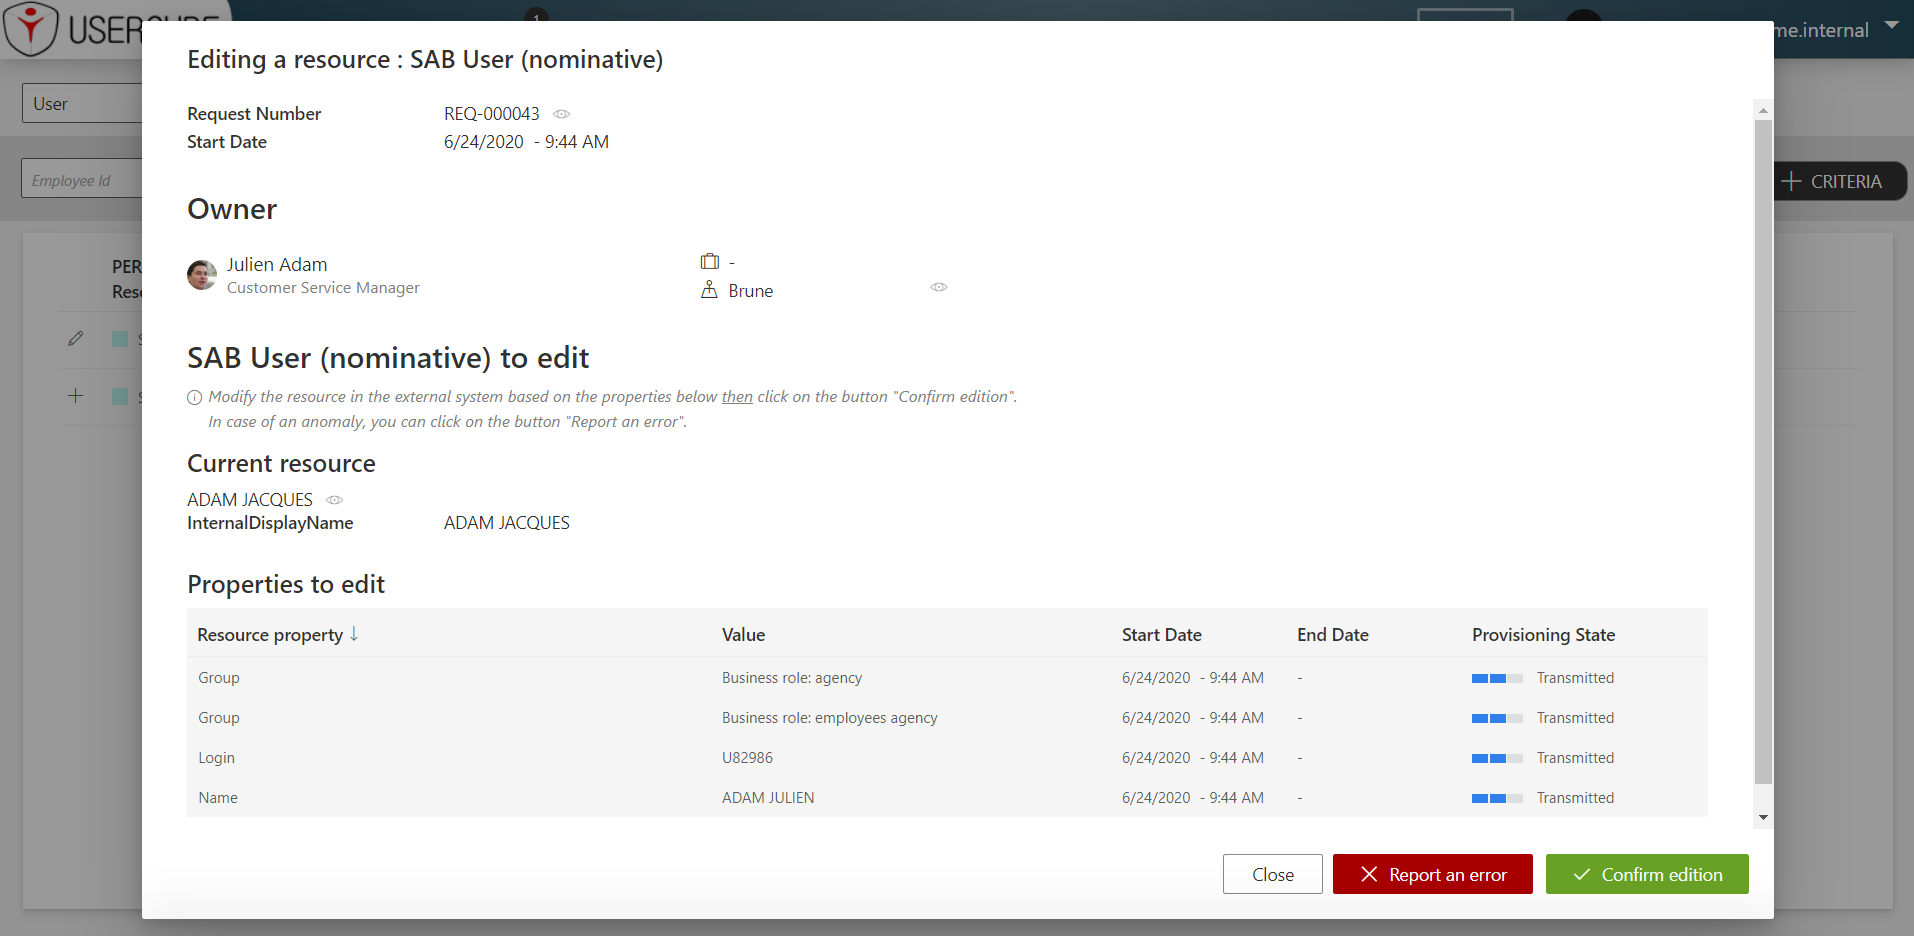 USER
1
me.internal
Editing a resource : SAB User (nominative)
User
Request Number REQ-000043
Start Date 6/24/2020 - 9:44 AM
Employee Id
CRITERIA
Owner
Julien Adam
Customer Service Manager
-
Brune
PER
Res
SAB User (nominative) to edit
Modify the resource in the external system based on the properties below then click on the button "Confirm edition".
In case of an anomaly, you can click on the button "Report an error".
Current resource
ADAM JACQUES
InternalDisplayName ADAM JACQUES
Properties to edit
Resource property Value Start Date End Date Provisioning State
Group Business role: agency 6/24/2020 - 9:44 AM - Transmitted
Group Business role: employees agency 6/24/2020 - 9:44 AM - Transmitted
Login U82986 6/24/2020 - 9:44 AM - Transmitted
Name ADAM JULIEN 6/24/2020 - 9:44 AM - Transmitted
Close Report an error Confirm edition